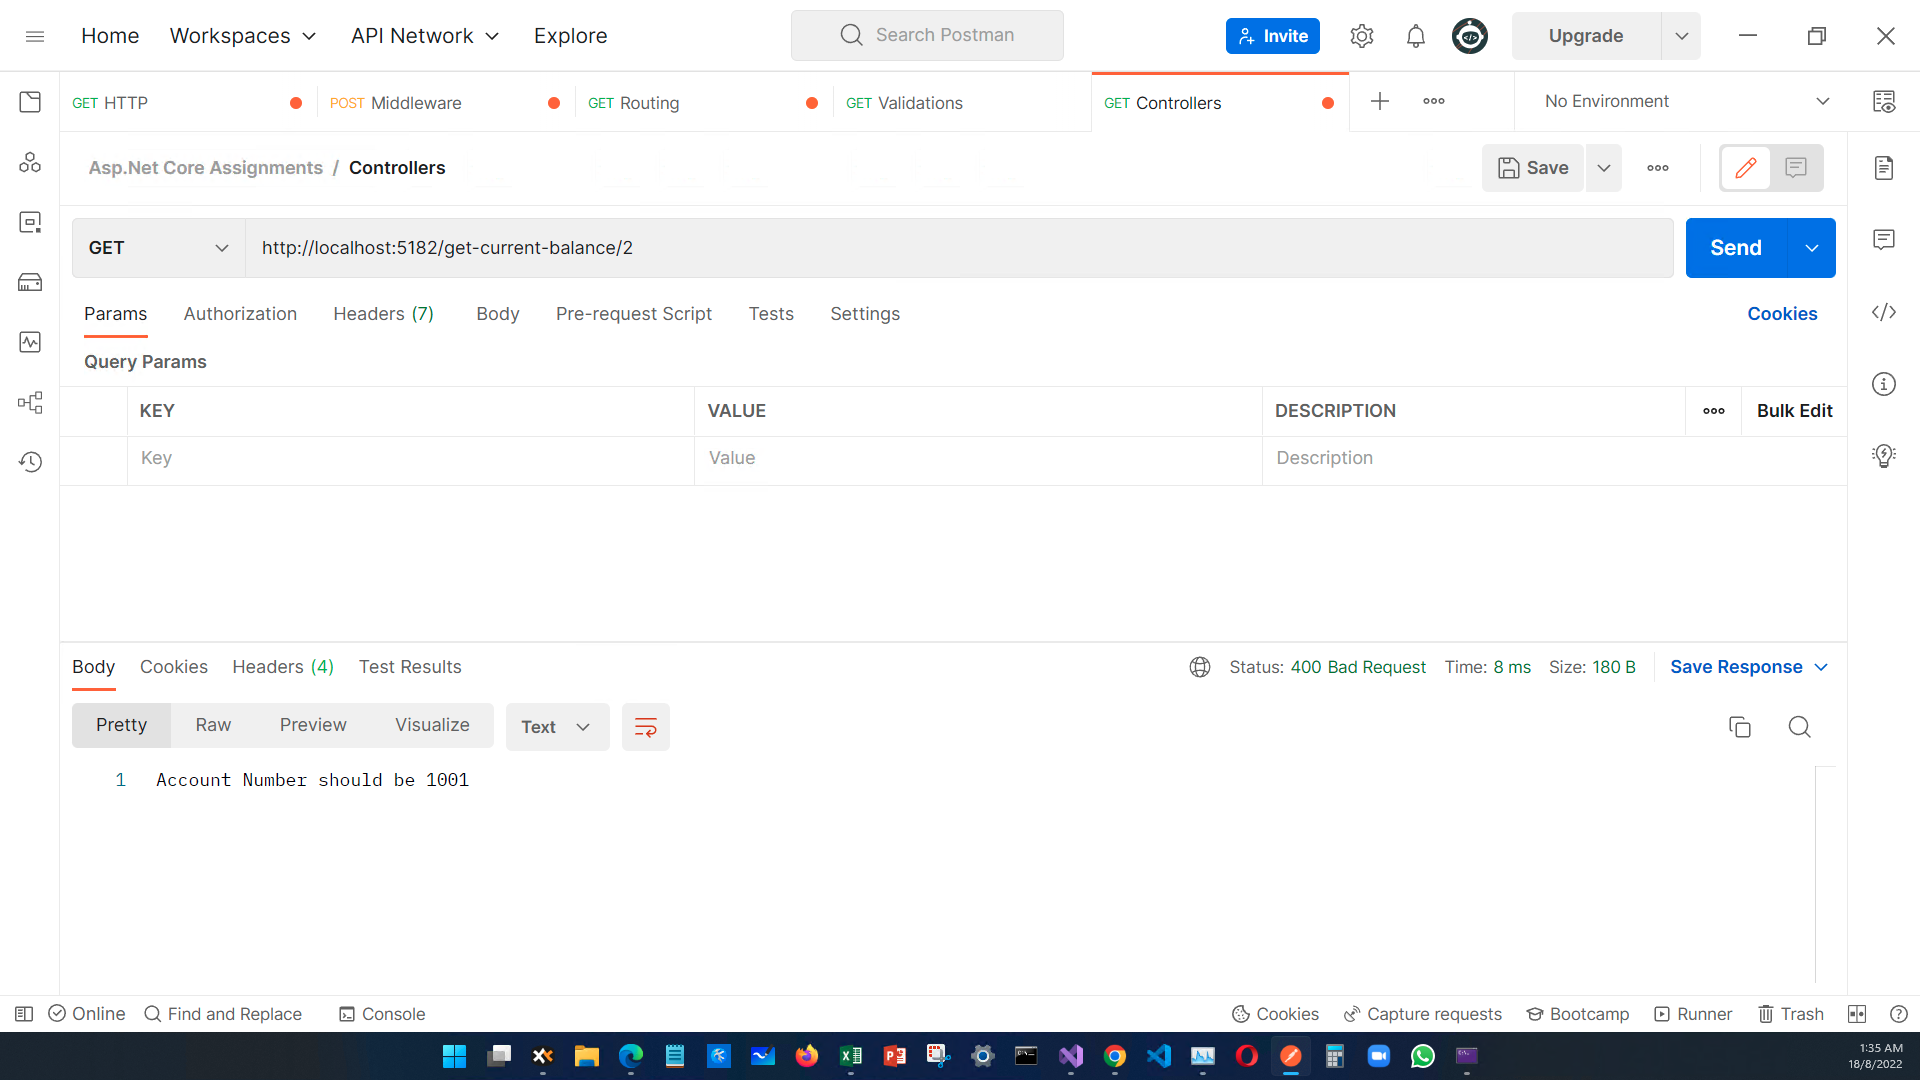 Home Workspaces API Network Explore Search Postman Invite Upgrade
GET HTTP POST Middleware GET Routing GET Validations GET Controllers No Environment
Asp.Net Core Assignments / Controllers Save
GET http://localhost:5182/get-current-balance/2 Send
Params Authorization Headers (7) Body Pre-request Script Tests Settings Cookies
Query Params
KEY VALUE DESCRIPTION Bulk Edit
Key Value Description
Body Cookies Headers (4) Test Results Status: 400 Bad Request Time: 8 ms Size: 180 B Save Response
Pretty Raw Preview Visualize Text
1 Account Number should be 1001
Online Find and Replace Console Cookies Capture requests Bootcamp Runner Trash
1:35 AM
18/8/2022